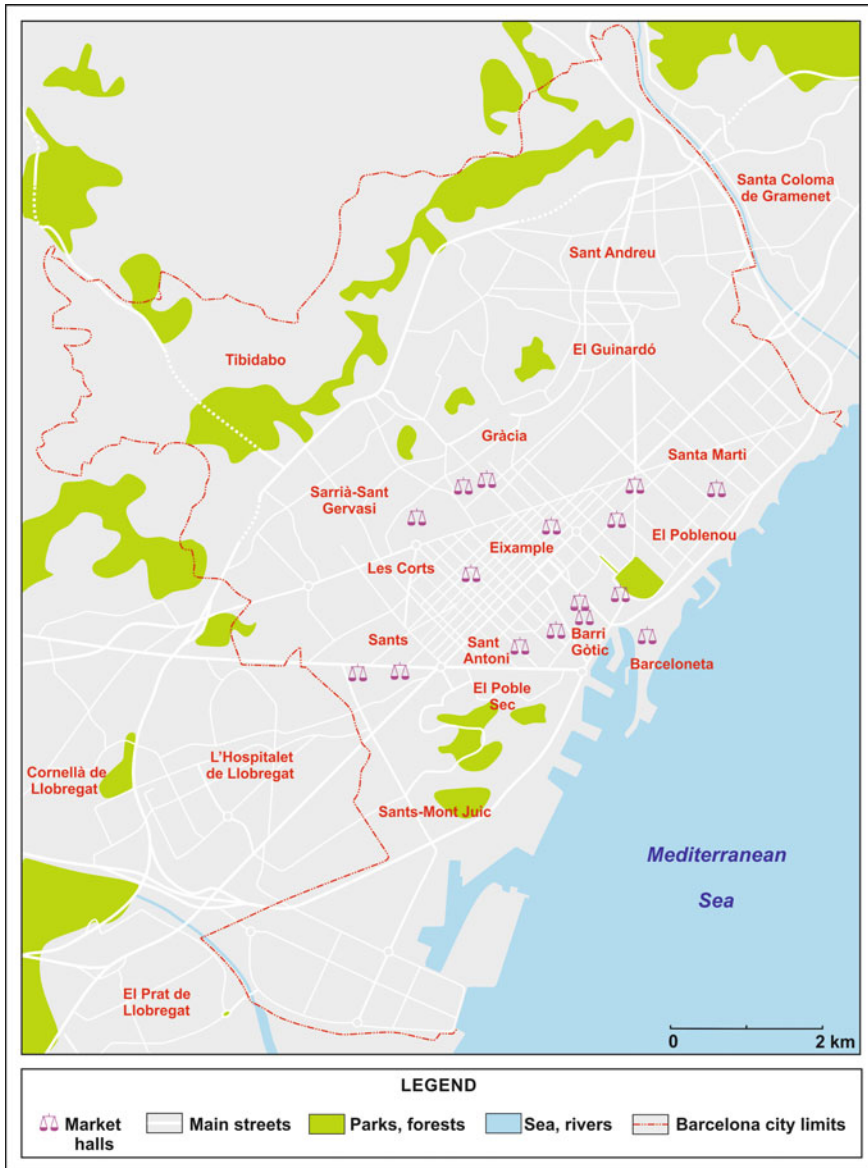 Santa Coloma
de Gramenet
Sant Andreu
El Guinardó
Tibidabo
Gràcia
Santa Marti
Sarrià-Sant
Gervasi
El Poblenou
Eixample
Les Corts
Sants
Sant
Antoni
Barri
Gòtic
Barceloneta
El Poble
Sec
L'Hospitalet
de Llobregat
Cornellà de
Llobregat
Sants-Mont Juic
Mediterranean
Sea
El Prat de
Llobregat
0 2 km
LEGEND
Market
halls
Main streets
Parks, forests
Sea, rivers
Barcelona city limits